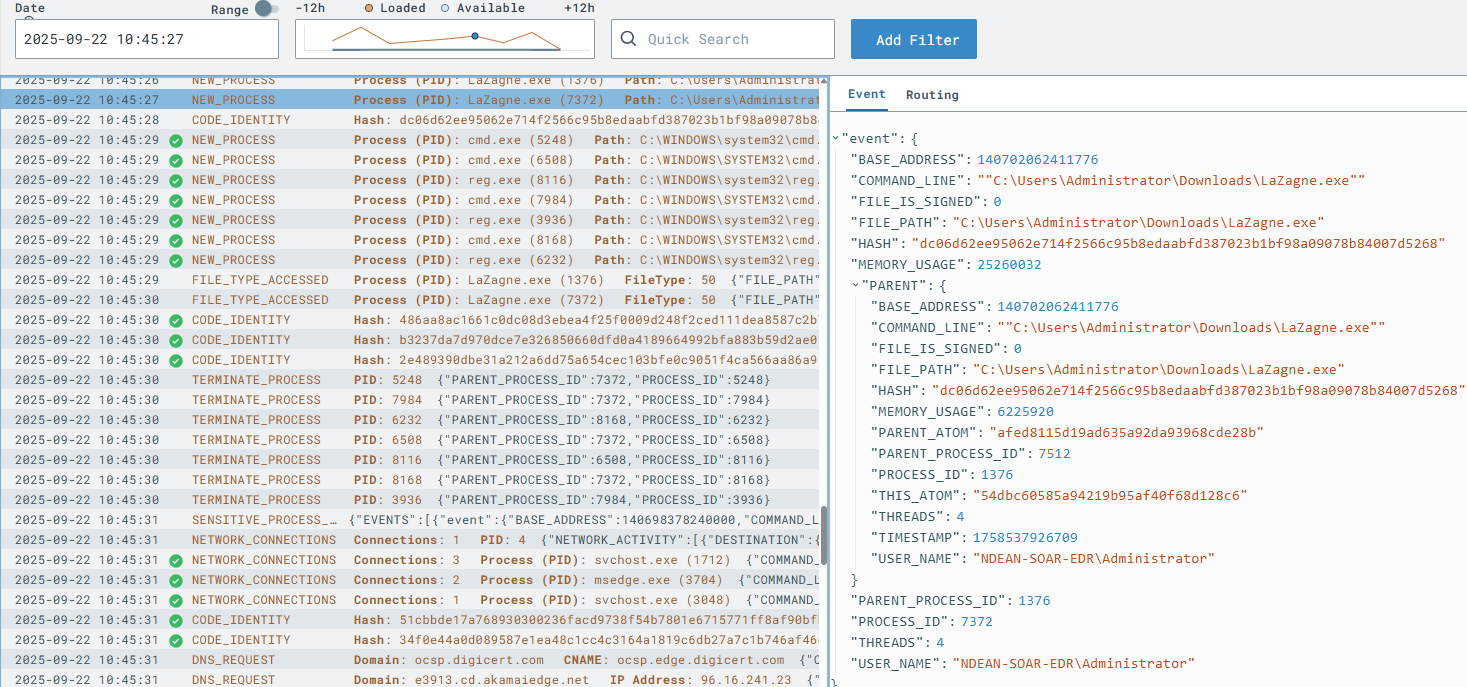 Date
Range
-12h
Loaded
Available
+12h
2025-09-22 10:45:27
Quick Search
Add Filter
2025-09-22 10:45:26 NEW_PROCESS Process (PID): LaZagne.exe (1376) Path: C:\Users\Administrat
2025-09-22 10:45:27 NEW_PROCESS Process (PID): LaZagne.exe (7372) Path: C:\Users\Administrat
2025-09-22 10:45:28 CODE_IDENTITY Hash: dc06d62ee95062e714f2566c95b8edaabfd387023b1bf98a09078b8
2025-09-22 10:45:29 NEW_PROCESS Process (PID): cmd.exe (5248) Path: C:\WINDOWS\system32\cmd.
2025-09-22 10:45:29 NEW_PROCESS Process (PID): cmd.exe (6508) Path: C:\WINDOWS\SYSTEM32\cmd.
2025-09-22 10:45:29 NEW_PROCESS Process (PID): reg.exe (8116) Path: C:\WINDOWS\system32\reg.
2025-09-22 10:45:29 NEW_PROCESS Process (PID): cmd.exe (7984) Path: C:\WINDOWS\SYSTEM32\cmd.
2025-09-22 10:45:29 NEW_PROCESS Process (PID): reg.exe (3936) Path: C:\WINDOWS\system32\reg.
2025-09-22 10:45:29 NEW_PROCESS Process (PID): cmd.exe (8168) Path: C:\WINDOWS\SYSTEM32\cmd.
2025-09-22 10:45:29 NEW_PROCESS Process (PID): reg.exe (6232) Path: C:\WINDOWS\system32\reg.
2025-09-22 10:45:29 FILE_TYPE_ACCESSED Process (PID): LaZagne.exe (1376) FileType: 50 {"FILE_PATH"
2025-09-22 10:45:30 FILE_TYPE_ACCESSED Process (PID): LaZagne.exe (7372) FileType: 50 {"FILE_PATH"
2025-09-22 10:45:30 CODE_IDENTITY Hash: 486aa8ac1661c0dc08d3ebea4f25f0009d248f2ced111dea8587c2b
2025-09-22 10:45:30 CODE_IDENTITY Hash: b3237da7d970dce7e326850660dfd0a4189664992bfa883b59d2ae0
2025-09-22 10:45:30 CODE_IDENTITY Hash: 2e489390dbe31a212a6dd75a654cec103bfe0c9051f4ca566aa86a9
2025-09-22 10:45:30 TERMINATE_PROCESS PID: 5248 {"PARENT_PROCESS_ID":7372,"PROCESS_ID":5248}
2025-09-22 10:45:30 TERMINATE_PROCESS PID: 7984 {"PARENT_PROCESS_ID":7372,"PROCESS_ID":7984}
2025-09-22 10:45:30 TERMINATE_PROCESS PID: 6232 {"PARENT_PROCESS_ID":8168,"PROCESS_ID":6232}
2025-09-22 10:45:30 TERMINATE_PROCESS PID: 6508 {"PARENT_PROCESS_ID":7372,"PROCESS_ID":6508}
2025-09-22 10:45:30 TERMINATE_PROCESS PID: 8116 {"PARENT_PROCESS_ID":6508,"PROCESS_ID":8116}
2025-09-22 10:45:30 TERMINATE_PROCESS PID: 8168 {"PARENT_PROCESS_ID":7372,"PROCESS_ID":8168}
2025-09-22 10:45:30 TERMINATE_PROCESS PID: 3936 {"PARENT_PROCESS_ID":7984,"PROCESS_ID":3936}
2025-09-22 10:45:31 SENSITIVE_PROCESS_… {"EVENTS":[{"event":{"BASE_ADDRESS":140698378240000,"COMMAND_L
2025-09-22 10:45:31 NETWORK_CONNECTIONS Connections: 1 PID: 4 {"NETWORK_ACTIVITY":[{"DESTINATION":{
2025-09-22 10:45:31 NETWORK_CONNECTIONS Connections: 3 Process (PID): svchost.exe (1712) {"COMMAND_
2025-09-22 10:45:31 NETWORK_CONNECTIONS Connections: 2 Process (PID): msedge.exe (3704) {"COMMAND_L
2025-09-22 10:45:31 NETWORK_CONNECTIONS Connections: 1 Process (PID): svchost.exe (3048) {"COMMAND_
2025-09-22 10:45:31 CODE_IDENTITY Hash: 51cbbde17a768930300236facd9738f54b7801e6715771ff8af90bf
2025-09-22 10:45:31 CODE_IDENTITY Hash: 34f0e44a0d089587e1ea48c1cc4c3164a1819c6db27a7c1b746af46
2025-09-22 10:45:31 DNS_REQUEST Domain: ocsp.digicert.com CNAME: ocsp.edge.digicert.com {"C
2025-09-22 10:45:31 DNS_REQUEST Domain: e3913.cd.akamaiedge.net IP Address: 96.16.241.23 {"
Event Routing
"event": {
"BASE_ADDRESS": 140702062411776
"COMMAND_LINE": ""C:\Users\Administrator\Downloads\LaZagne.exe""
"FILE_IS_SIGNED": 0
"FILE_PATH": "C:\Users\Administrator\Downloads\LaZagne.exe"
"HASH": "dc06d62ee95062e714f2566c95b8edaabfd387023b1bf98a09078b84007d5268"
"MEMORY_USAGE": 25260032
"PARENT": {
"BASE_ADDRESS": 140702062411776
"COMMAND_LINE": ""C:\Users\Administrator\Downloads\LaZagne.exe""
"FILE_IS_SIGNED": 0
"FILE_PATH": "C:\Users\Administrator\Downloads\LaZagne.exe"
"HASH": "dc06d62ee95062e714f2566c95b8edaabfd387023b1bf98a09078b84007d5268"
"MEMORY_USAGE": 6225920
"PARENT_ATOM": "afed8115d19ad635a92da93968cde28b"
"PARENT_PROCESS_ID": 7512
"PROCESS_ID": 1376
"THIS_ATOM": "54dbc60585a94219b95af40f68d128c6"
"THREADS": 4
"TIMESTAMP": 1758537926709
"USER_NAME": "NDEAN-SOAR-EDR\Administrator"
}
"PARENT_PROCESS_ID": 1376
"PROCESS_ID": 7372
"THREADS": 4
"USER_NAME": "NDEAN-SOAR-EDR\Administrator"
}